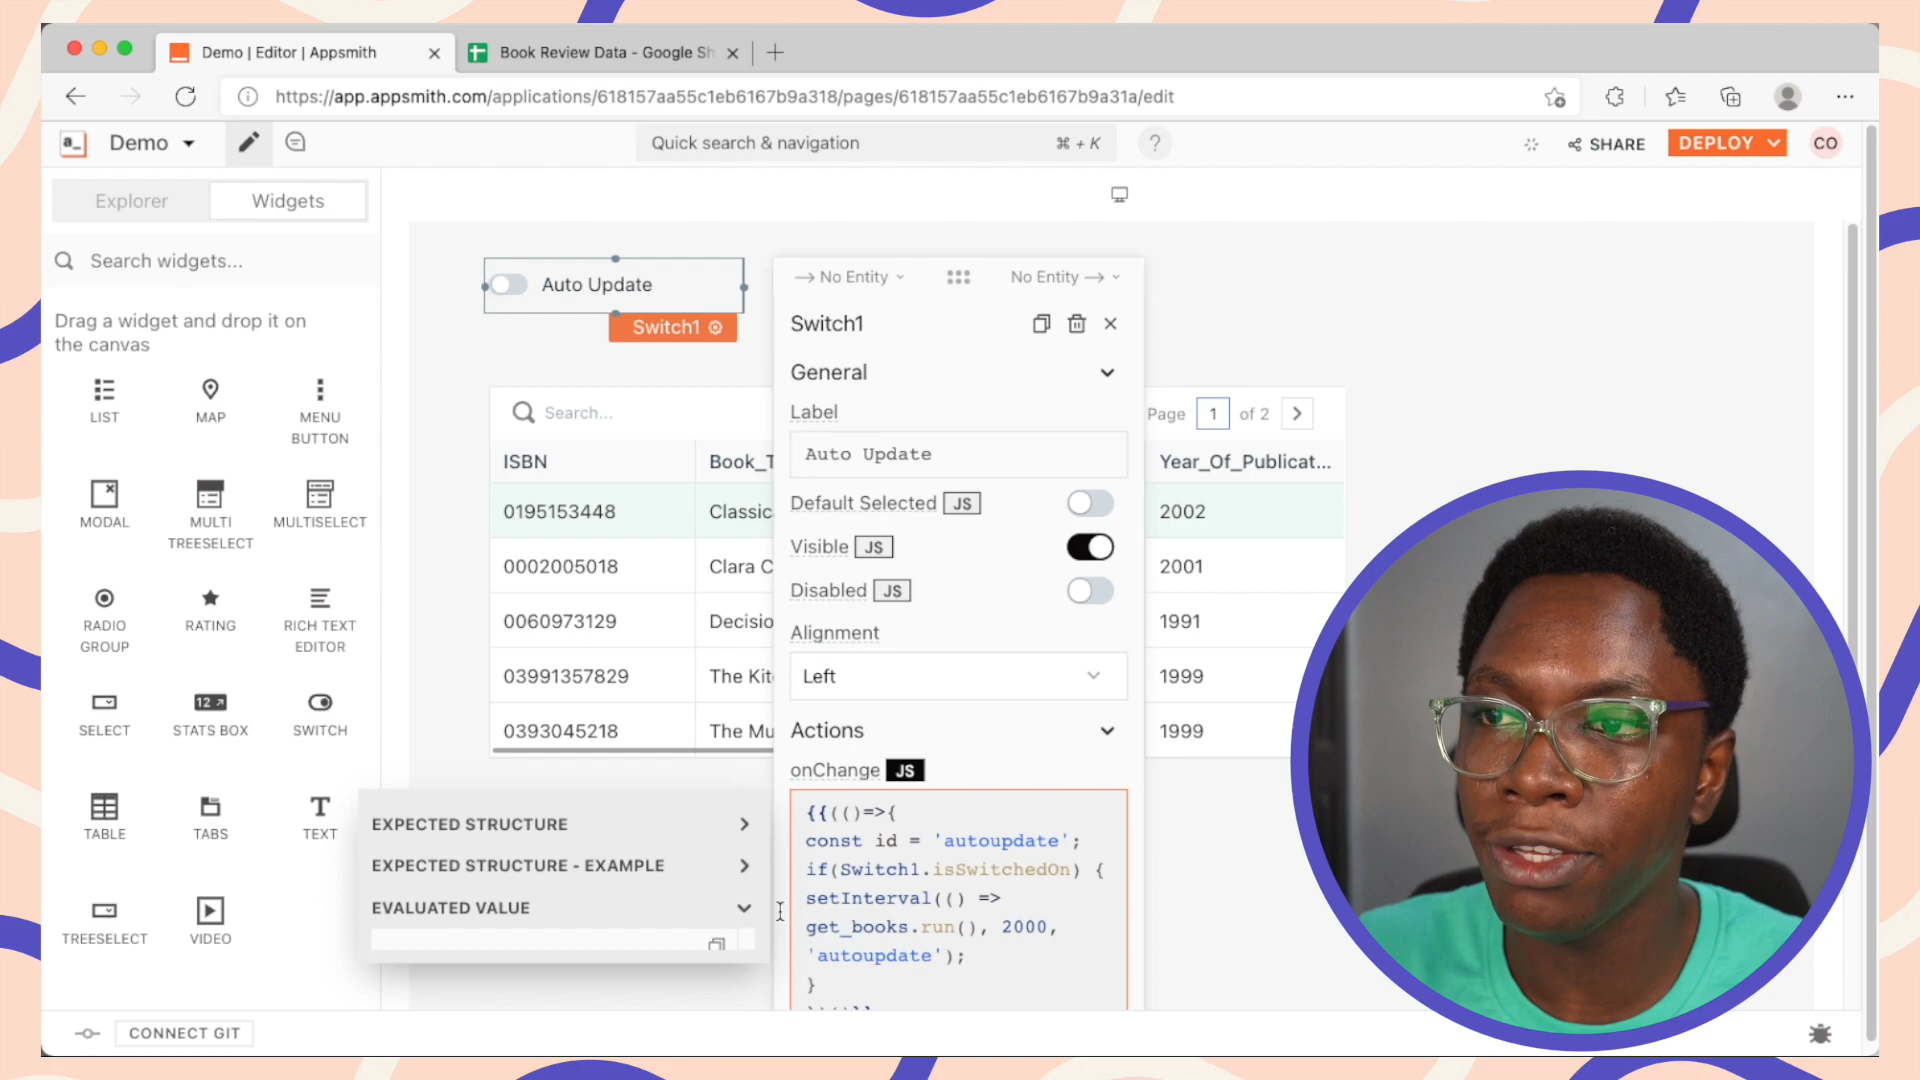 Demo | Editor | Appsmith
Book Review Data - Google Sh
https://app.appsmith.com/applications/618157aa55c1eb6167b9a318/pages/618157aa55c1eb6167b9a31a/edit
a_
Demo
Quick search & navigation
⌘ + K
?
SHARE
DEPLOY
CO
Explorer
Widgets
Search widgets...
Drag a widget and drop it on
the canvas
LIST
MAP
MENU
BUTTON
MODAL
MULTI
TREESELECT
MULTISELECT
RADIO
GROUP
RATING
RICH TEXT
EDITOR
SELECT
12
STATS BOX
SWITCH
TABLE
TABS
TEXT
TREESELECT
VIDEO
CONNECT GIT
Auto Update
Switch1
Search...
Page 1 of 2
ISBN
Book_T
Year_Of_Publicat...
0195153448
Classic
2002
0002005018
Clara C
2001
0060973129
Decisio
1991
03991357829
The Kit
1999
0393045218
The Mu
1999
No Entity
No Entity
Switch1
General
Label
Auto Update
Default Selected JS
Visible JS
Disabled JS
Alignment
Left
Actions
onChange JS
{{(()=>{
const id = 'autoupdate';
if(Switch1.isSwitchedOn) {
setInterval(() =>
get_books.run(), 2000,
'autoupdate');
}
EXPECTED STRUCTURE
EXPECTED STRUCTURE - EXAMPLE
EVALUATED VALUE